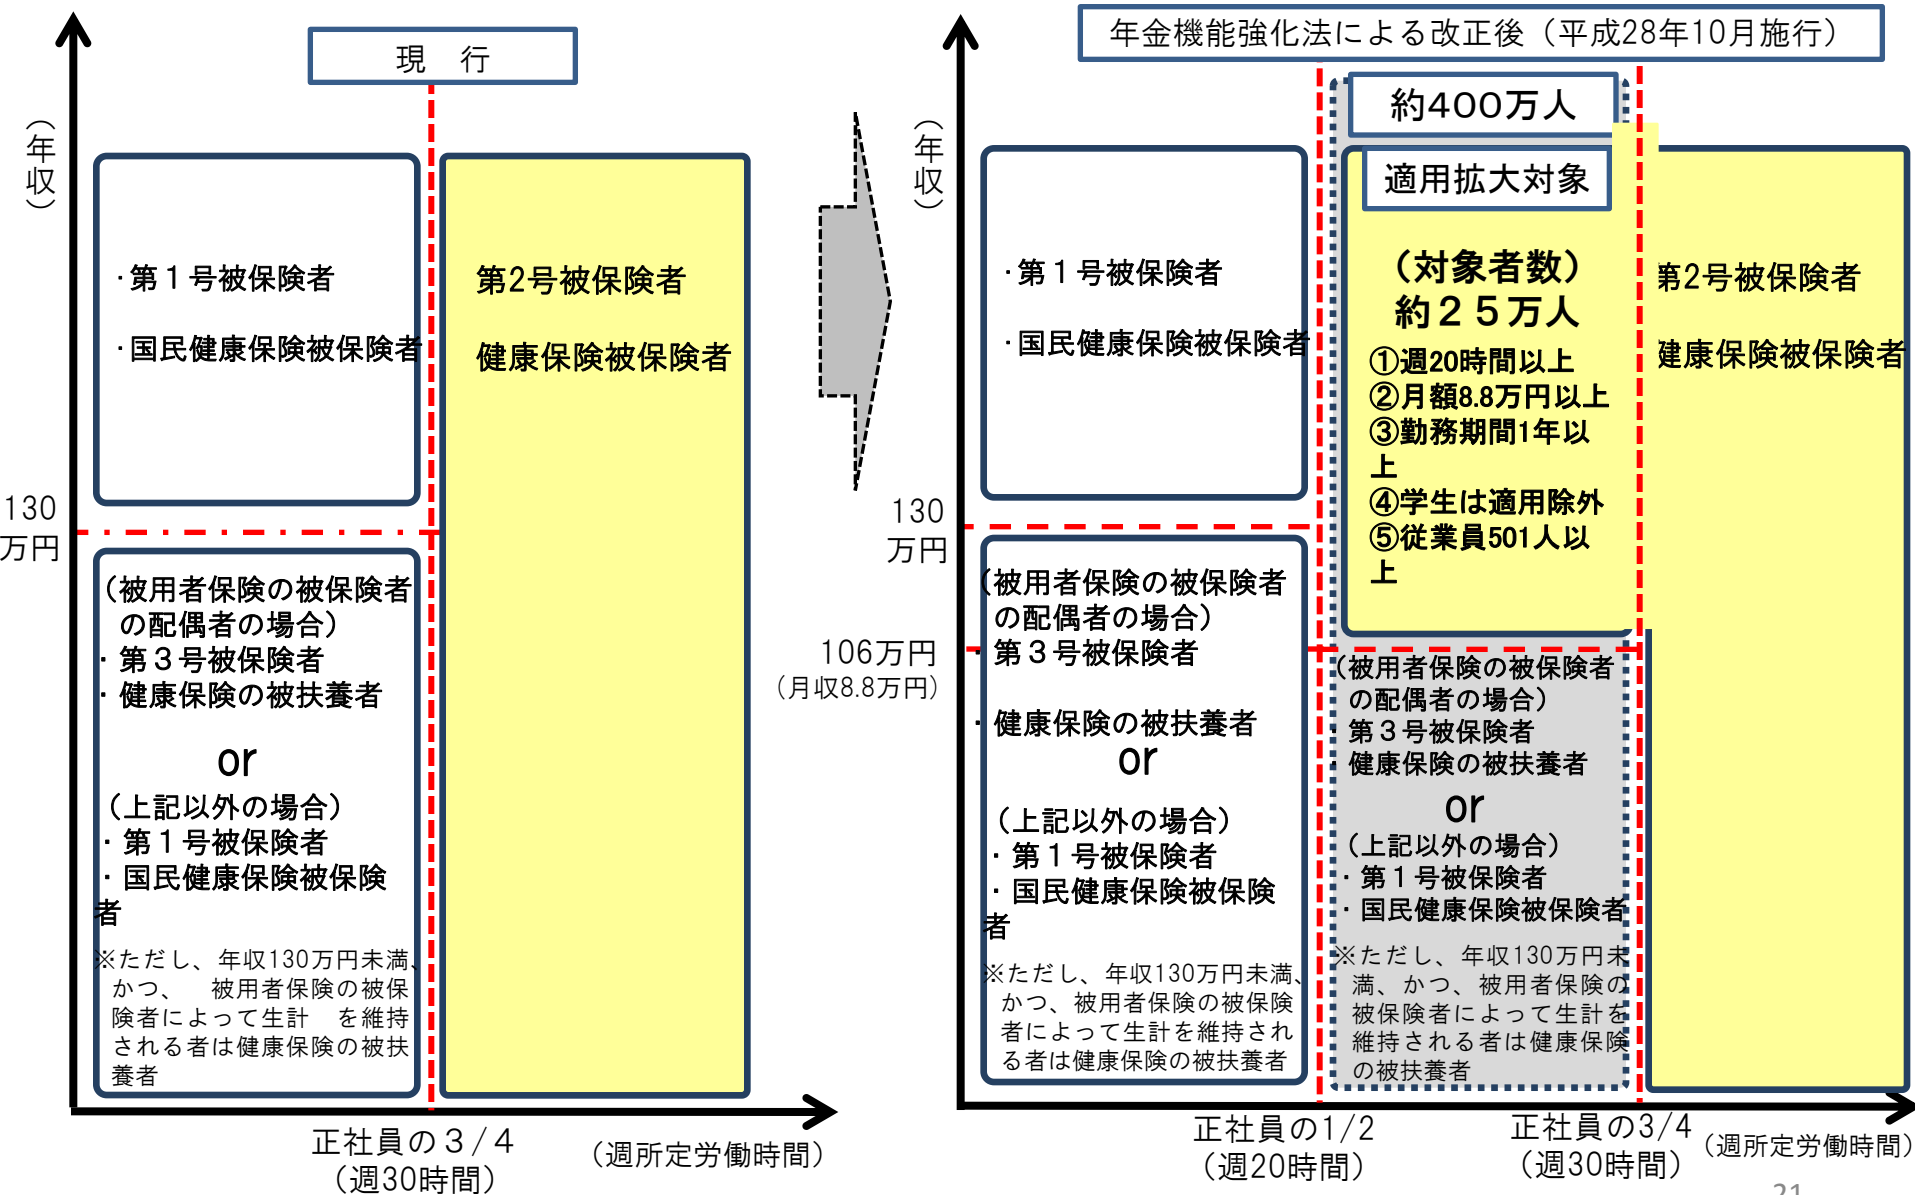 現　行
（年収）
・第１号被保険者
・国民健康保険被保険者
第2号被保険者
健康保険被保険者
130
万円
（被用者保険の被保険者
の配偶者の場合）
・第３号被保険者
・健康保険の被扶養者
or
（上記以外の場合）
・第１号被保険者
・国民健康保険被保険
者
※ただし、年収130万円未満、
かつ、　被用者保険の被保
険者によって生計　を維持
される者は健康保険の被扶
養者
正社員の３/４
（週30時間）
（週所定労働時間）
年金機能強化法による改正後（平成28年10月施行）
（年収）
約400万人
適用拡大対象
・第１号被保険者
・国民健康保険被保険者
（対象者数）
約２５万人
①週20時間以上
②月額8.8万円以上
③勤務期間1年以
上
④学生は適用除外
⑤従業員501人以
上
第2号被保険者
健康保険被保険者
130
万円
106万円
（月収8.8万円）
（被用者保険の被保険者
の配偶者の場合）
・第３号被保険者
・健康保険の被扶養者
or
（上記以外の場合）
・第１号被保険者
・国民健康保険被保険
者
※ただし、年収130万円未満、
かつ、被用者保険の被保険
者によって生計を維持され
る者は健康保険の被扶養者
（被用者保険の被保険者
の配偶者の場合）
・第３号被保険者
・健康保険の被扶養者
or
（上記以外の場合）
・第１号被保険者
・国民健康保険被保険者
※ただし、年収130万円未
満、かつ、被用者保険の
被保険者によって生計を
維持される者は健康保険
の被扶養者
正社員の1/2
（週20時間）
正社員の3/4
（週30時間）
（週所定労働時間）
21